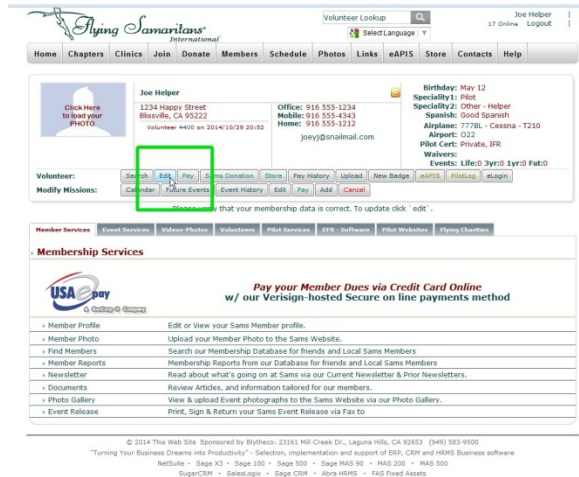 Flying Samaritans®
International
Volunteer Lookup
Select Language ▼
Joe Helper |
17 Online Logout |
Home Chapters Clinics Join Donate Members Schedule Photos Links eAPIS Store Contacts Help
Click Here
to load your
PHOTO
Joe Helper
1234 Happy Street
Blissville, CA 95222
Volunteer 4400 on 2014/10/29 20:52
Office: 916 555-1234
Mobile: 916 555-4343
Home: 916 555-1212
joeyj@snailmail.com
Birthday: May 12
Speciality1: Pilot
Speciality2: Other - Helper
Spanish: Good Spanish
Airplane: 777BL - Cessna - T210
Airport: O22
Pilot Cert: Private, IFR
Waivers:
Events: Life:0 3yr:0 1yr:0 Fut:0
Volunteer: Search Edit Pay Sams Donation Store Pay History Upload New Badge eAPIS PilotLog eLogin
Modify Missions: Calendar Future Events Event History Edit Pay Add Cancel
Please verify that your membership data is correct. To update click `edit`.
Member Services Event Services Videos-Photos Volunteers Pilot Services EFB - Software Pilot Websites Flying Charities
Membership Services
USA epay
Pay your Member Dues via Credit Card Online
w/ our Verisign-hosted Secure on line payments method
› Member Profile Edit or View your Sams Member profile.
› Member Photo Upload your Member Photo to the Sams Website.
› Find Members Search our Membership Database for friends and Local Sams Members
› Member Reports Membership Reports from our Database for friends and Local Sams Members
› Newsletter Read about what's going on at Sams via our Current Newsletter & Prior Newsletters.
› Documents Review Articles, and information tailored for our members.
› Photo Gallery View & upload Event photographs to the Sams Website via our Photo Gallery.
› Event Release Print, Sign & Return your Sams Event Release via Fax to
© 2014 This Web Site Sponsored by Blytheco: 23161 Mill Creek Dr., Laguna Hills, CA 92653 (949) 583-9500
"Turning Your Business Dreams into Productivity" - Selection, implementation and support of ERP, CRM and HRMS Business software
NetSuite · Sage X3 · Sage 100 · Sage 500 · Sage MAS 90 · MAS 200 · MAS 500
SugarCRM · SalesLogix · Sage CRM · Abra HRMS · FAS Fixed Assets